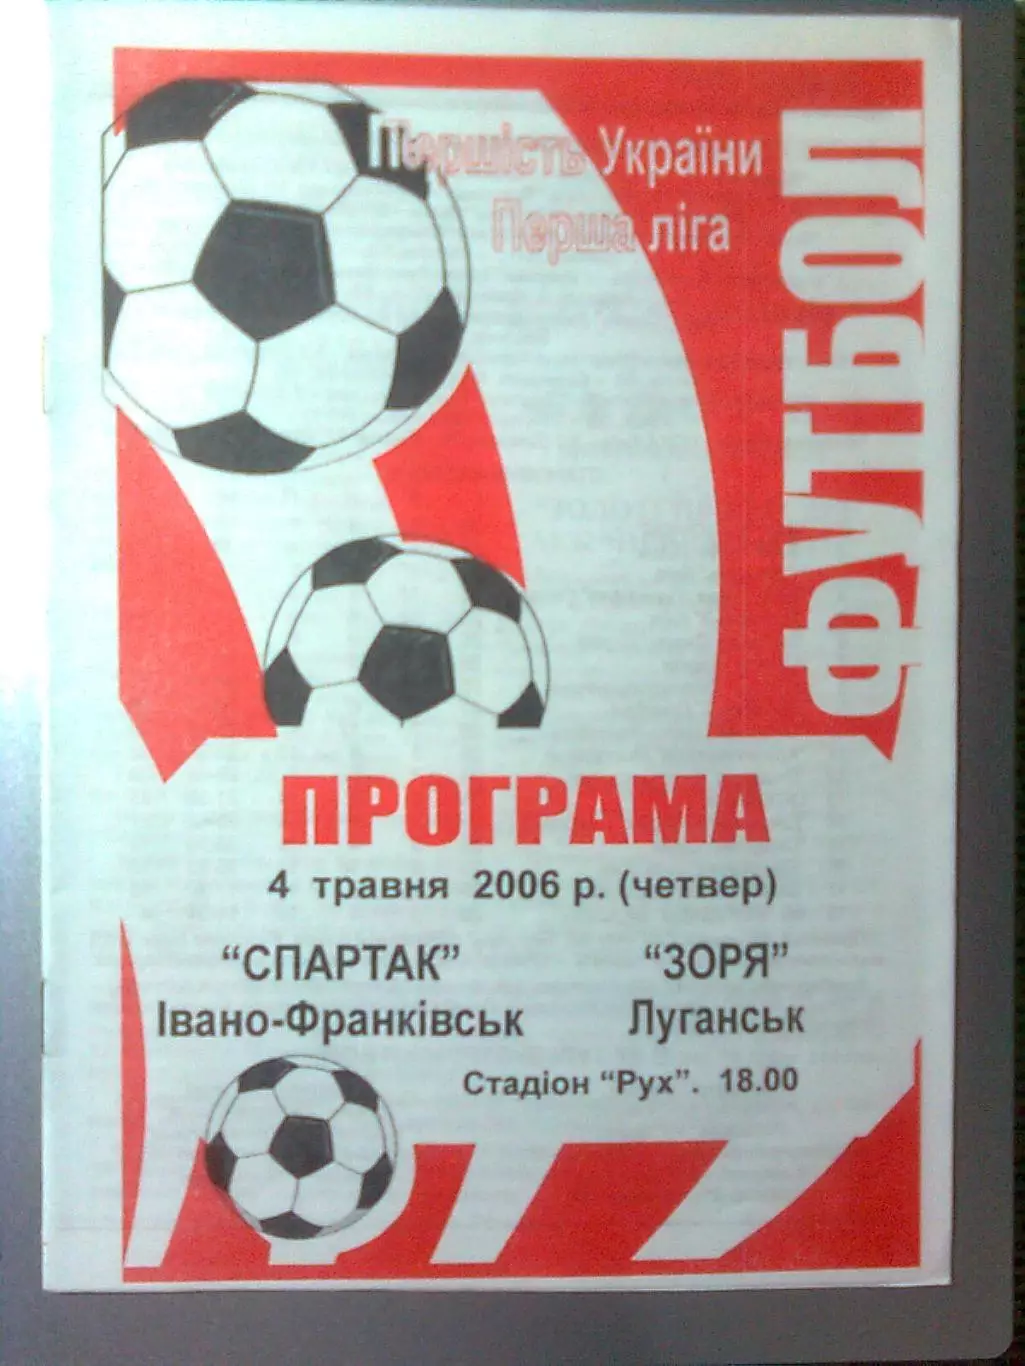 Першість України
Перша ліга
ФУТБОЛ
ПРОГРАМА
4 травня 2006 р. (четвер)
“СПАРТАК” “ЗОРЯ”
Івано-Франківськ Луганськ
Стадіон “Рух”. 18.00